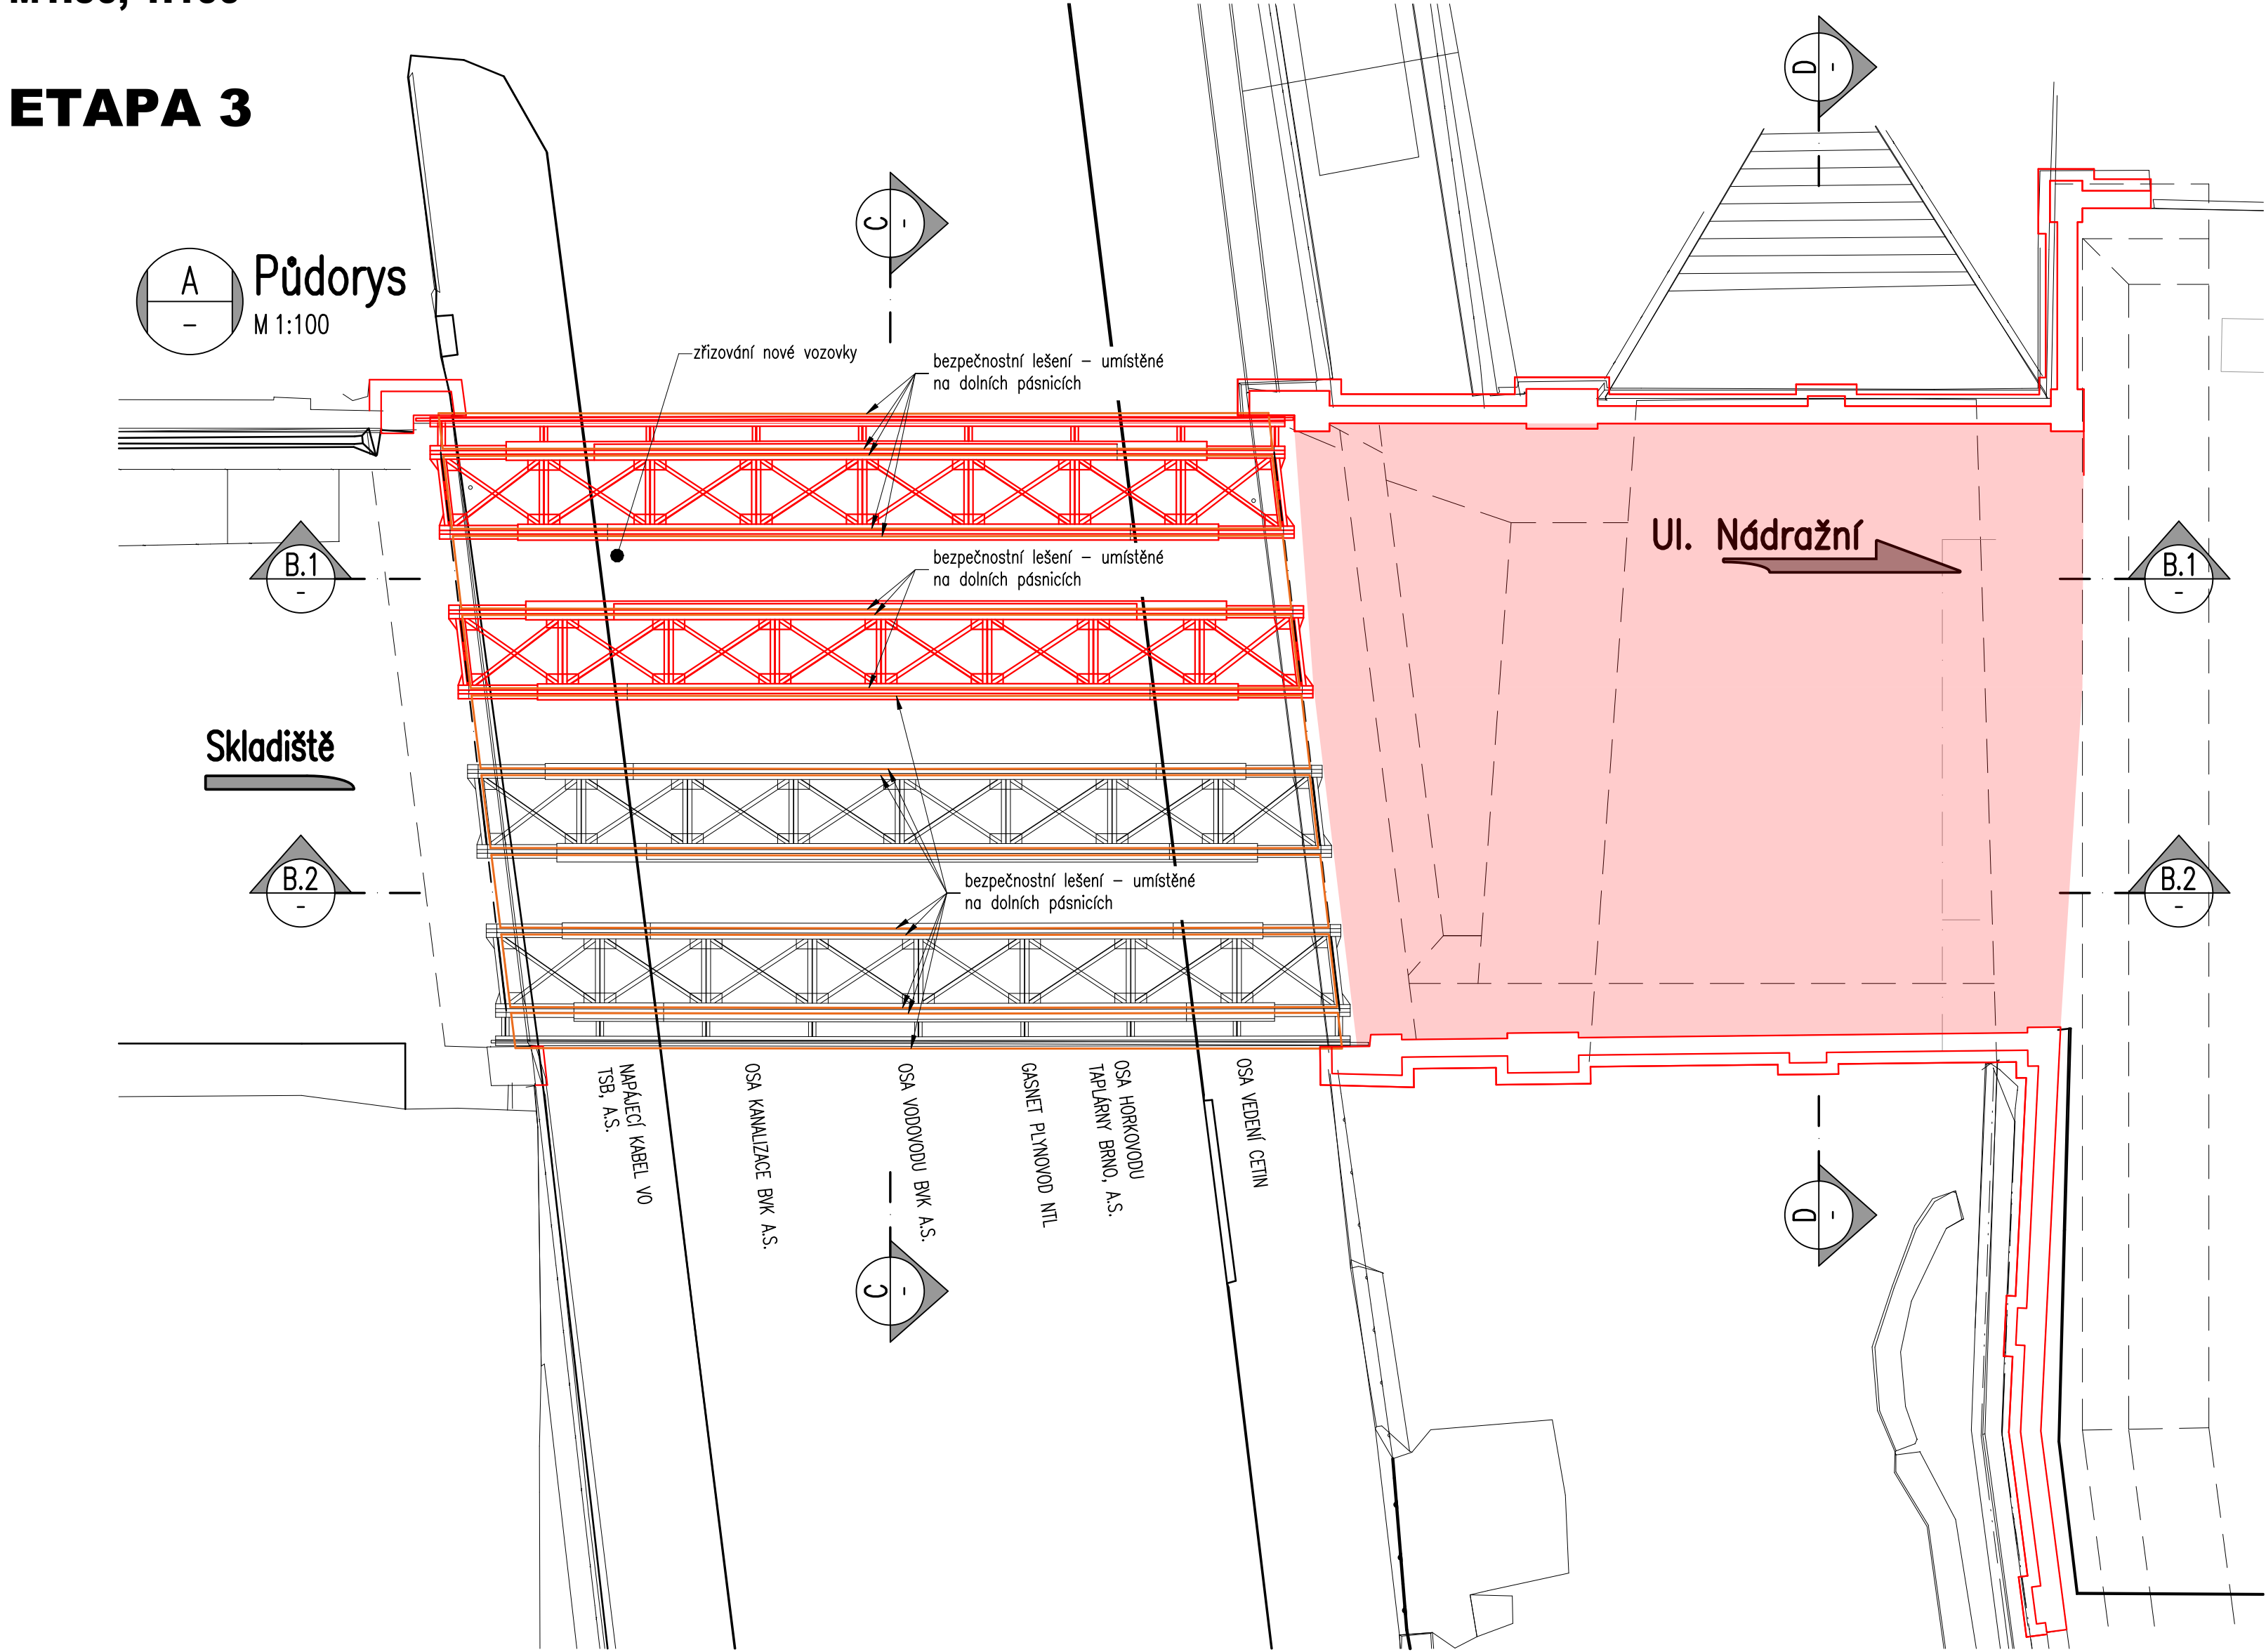 ETAPA 3
A
-
Půdorys
M 1:100
D
-
C
-
zřizování nové vozovky
bezpečnostní lešení – umístěné
na dolních pásnicích
B.1
-
bezpečnostní lešení – umístěné
na dolních pásnicích
Ul. Nádražní
B.1
-
Skladiště
B.2
-
bezpečnostní lešení – umístěné
na dolních pásnicích
B.2
-
NAPÁJECÍ KABEL VO
TSB, A.S.
OSA KANALIZACE BVK A.S.
OSA VODOVODU BVK A.S.
GASNET PLYNOVOD NTL
OSA HORKOVODU
TAPLÁRNY BRNO, A.S.
OSA VEDENÍ CETIN
C
-
D
-